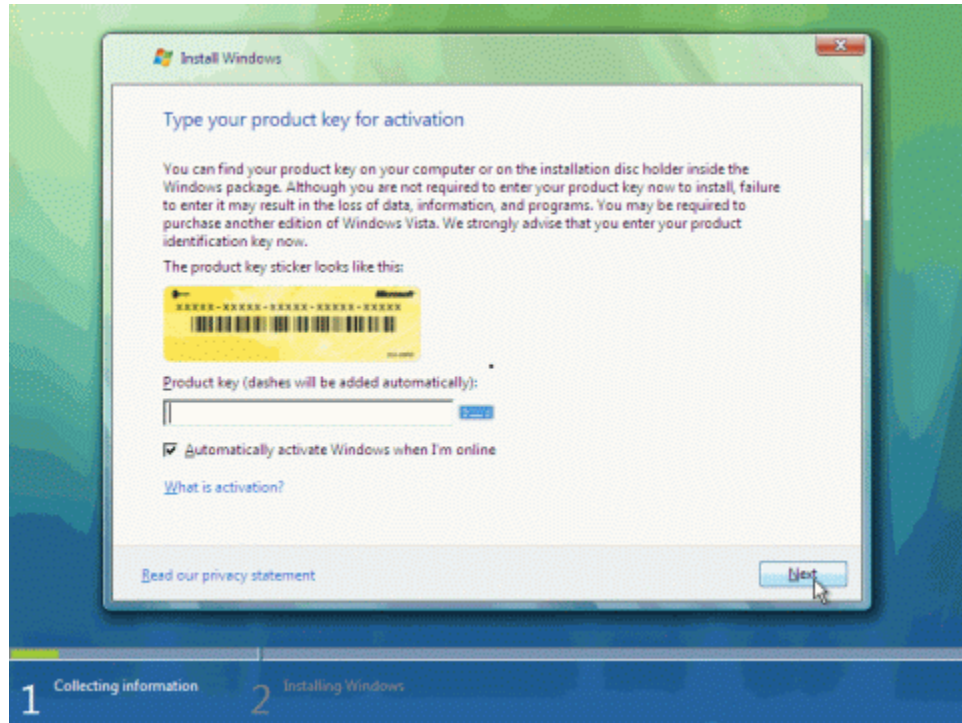 Install Windows
Type your product key for activation
You can find your product key on your computer or on the installation disc holder inside the
Windows package. Although you are not required to enter your product key now to install, failure
to enter it may result in the loss of data, information, and programs. You may be required to
purchase another edition of Windows Vista. We strongly advise that you enter your product
identification key now.
The product key sticker looks like this:
Microsoft
XXXXX-XXXXX-XXXXX-XXXXX-XXXXX
Product key (dashes will be added automatically):
Automatically activate Windows when I'm online
What is activation?
Read our privacy statement
Next
1 Collecting information
2 Installing Windows